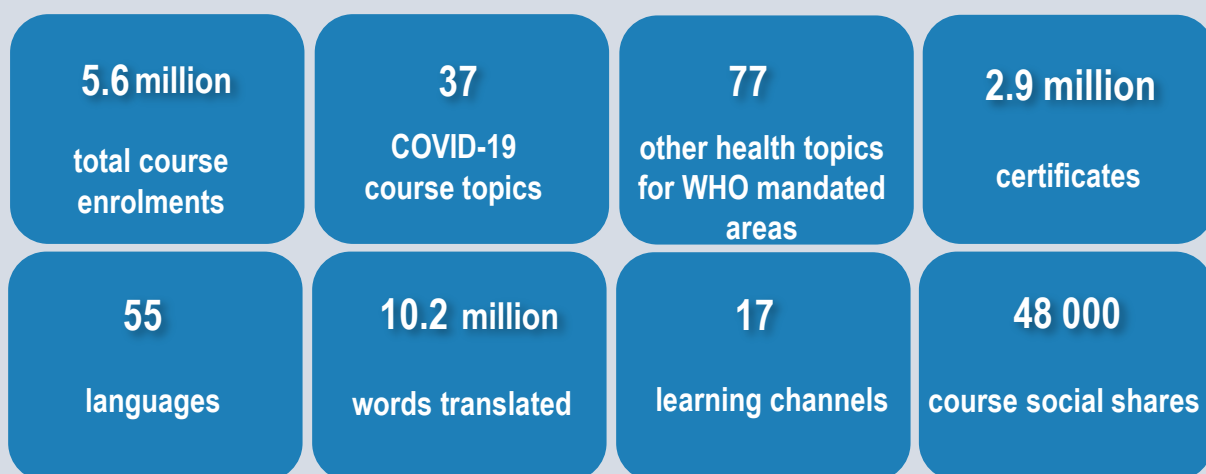 5.6 million
total course
enrolments
37
COVID-19
course topics
77
other health topics
for WHO mandated
areas
2.9 million
certificates
55
languages
10.2 million
words translated
17
learning channels
48 000
course social shares